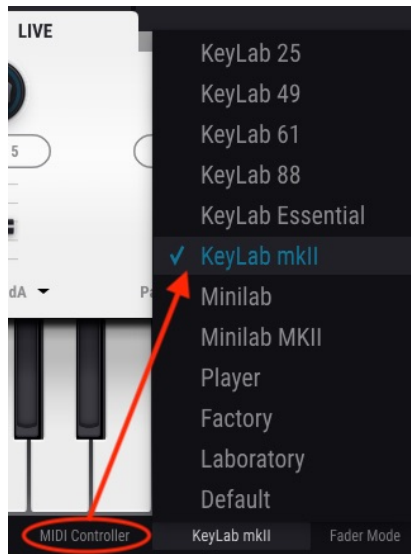 LIVE
KeyLab 25
KeyLab 49
KeyLab 61
5
KeyLab 88
KeyLab Essential
✓ KeyLab mkII
dA
Pa
Minilab
Minilab MKII
Player
Factory
Laboratory
Default
MIDI Controller KeyLab mkII Fader Mode